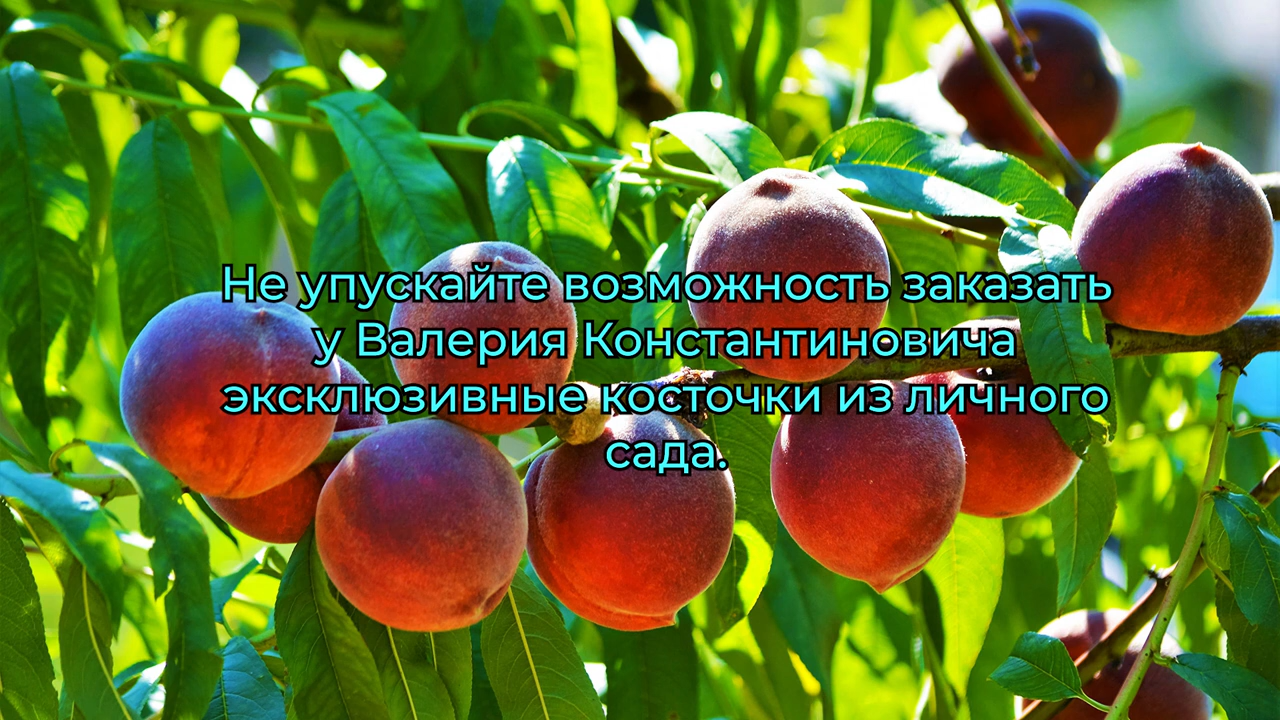 Не упускайте возможность заказать
у Валерия Константиновича
эксклюзивные косточки из личного
сада.